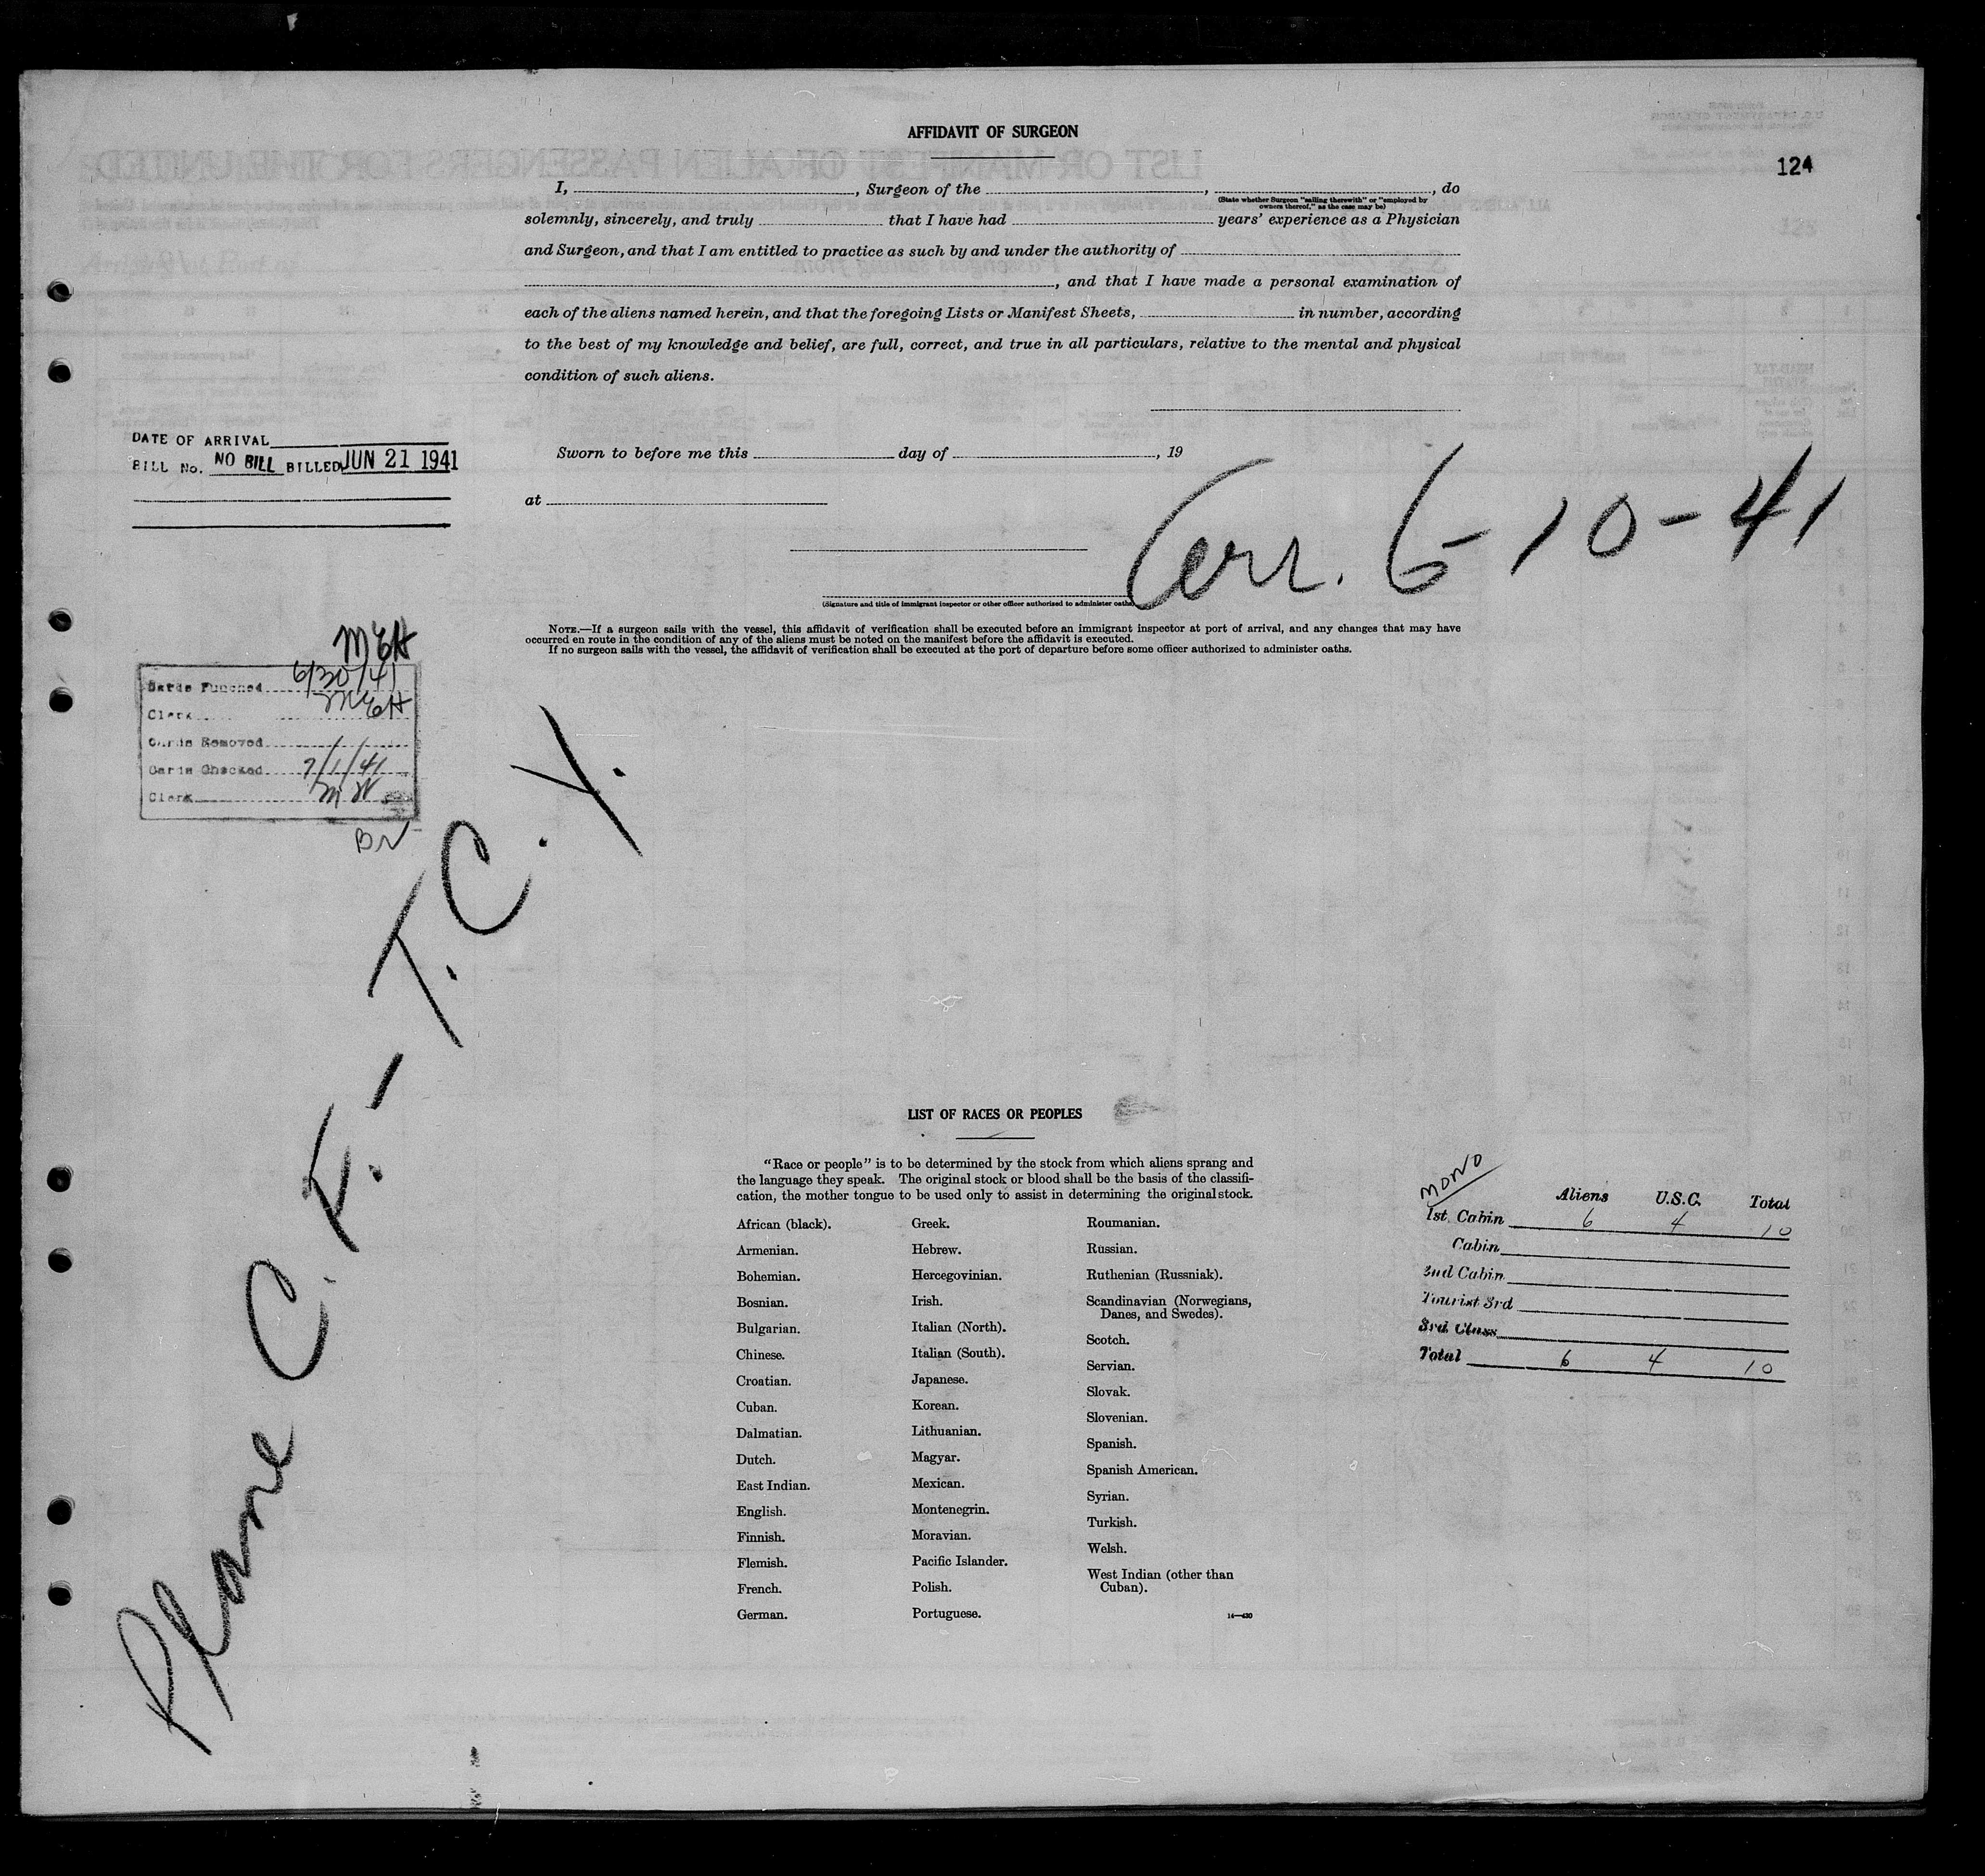 AFFIDAVIT OF SURGEON
124
I, , Surgeon of the , , do
(State whether Surgeon "sailing therewith" or "employed by
owners thereof," as the case may be)
solemnly, sincerely, and truly that I have had years' experience as a Physician
and Surgeon, and that I am entitled to practice as such by and under the authority of
, and that I have made a personal examination of
each of the aliens named herein, and that the foregoing Lists or Manifest Sheets, in number, according
to the best of my knowledge and belief, are full, correct, and true in all particulars, relative to the mental and physical
condition of such aliens.
DATE OF ARRIVAL
BILL No. NO BILL BILLED JUN 21 1941
Sworn to before me this day of , 19
at
Arr. 6-10-41
(Signature and title of immigrant inspector or other officer authorized to administer oaths)
NOTE.—If a surgeon sails with the vessel, this affidavit of verification shall be executed before an immigrant inspector at port of arrival, and any changes that may have
occurred en route in the condition of any of the aliens must be noted on the manifest before the affidavit is executed.
If no surgeon sails with the vessel, the affidavit of verification shall be executed at the port of departure before some officer authorized to administer oaths.
MEH
Cards Punched 6/30/41
Clerk MEH
Cards Removed
Cards Checked 7/1/41
Clerk
Plane C. F. - T. C. Y.
LIST OF RACES OR PEOPLES
"Race or people" is to be determined by the stock from which aliens sprang and
the language they speak. The original stock or blood shall be the basis of the classifi-
cation, the mother tongue to be used only to assist in determining the original stock.
African (black).
Armenian.
Bohemian.
Bosnian.
Bulgarian.
Chinese.
Croatian.
Cuban.
Dalmatian.
Dutch.
East Indian.
English.
Finnish.
Flemish.
French.
German.
Greek.
Hebrew.
Hercegovinian.
Irish.
Italian (North).
Italian (South).
Japanese.
Korean.
Lithuanian.
Magyar.
Mexican.
Montenegrin.
Moravian.
Pacific Islander.
Polish.
Portuguese.
Roumanian.
Russian.
Ruthenian (Russniak).
Scandinavian (Norwegians,
Danes, and Swedes).
Scotch.
Servian.
Slovak.
Slovenian.
Spanish.
Spanish American.
Syrian.
Turkish.
Welsh.
West Indian (other than
Cuban).
MONO
Aliens U.S.C. Total
1st Cabin 6 4 10
Cabin
2nd Cabin
Tourist 3rd
3rd Class
Total 6 4 10